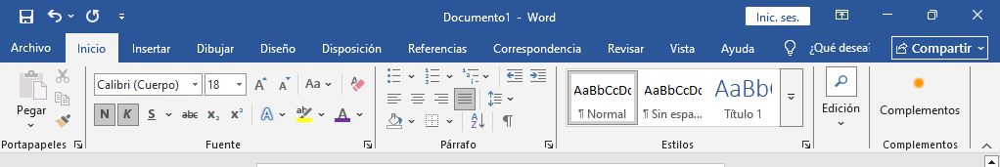 Documento1 - Word
Inic. ses.
Archivo Inicio Insertar Dibujar Diseño Disposición Referencias Correspondencia Revisar Vista Ayuda ¿Qué desea Compartir
Calibri (Cuerpo) 18 A A Aa A
AaBbCcDc AaBbCcDc AaBbCc
Pegar
N K S abc x₂ x² A A
A Z
¶ Normal ¶ Sin espa... Título 1
Edición
Complementos
Portapapeles Fuente Párrafo Estilos Complementos